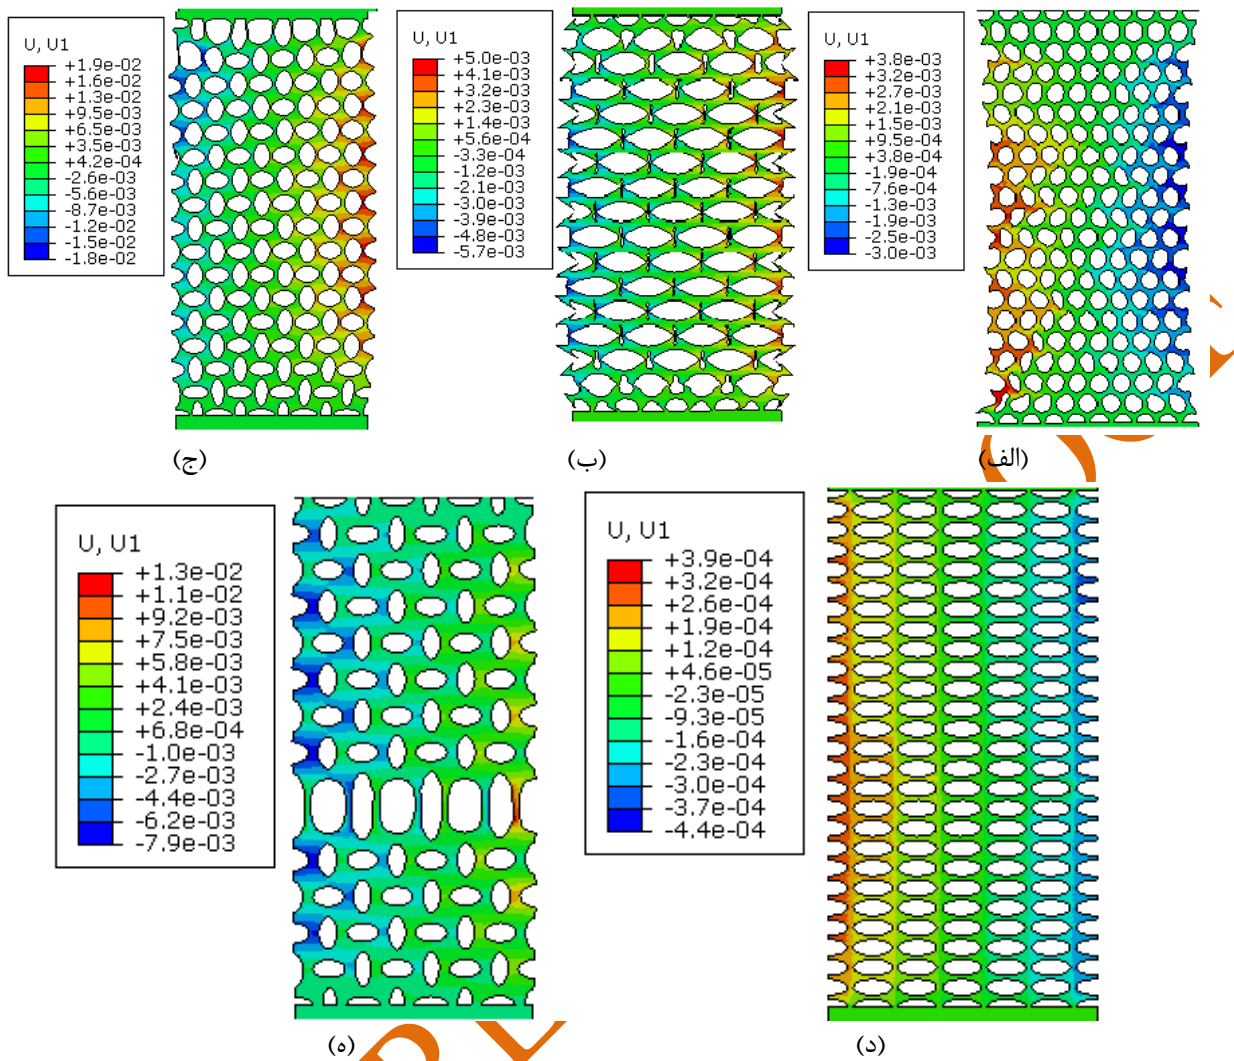 U, U1
+1.9e-02
+1.6e-02
+1.3e-02
+9.5e-03
+6.5e-03
+3.5e-03
+4.2e-04
-2.6e-03
-5.6e-03
-8.7e-03
-1.2e-02
-1.5e-02
-1.8e-02
(ج)
U, U1
+5.0e-03
+4.1e-03
+3.2e-03
+2.3e-03
+1.4e-03
+5.6e-04
-3.3e-04
-1.2e-03
-2.1e-03
-3.0e-03
-3.9e-03
-4.8e-03
-5.7e-03
(ب)
U, U1
+3.8e-03
+3.2e-03
+2.7e-03
+2.1e-03
+1.5e-03
+9.5e-04
+3.8e-04
-1.9e-04
-7.6e-04
-1.3e-03
-1.9e-03
-2.5e-03
-3.0e-03
(الف)
U, U1
+1.3e-02
+1.1e-02
+9.2e-03
+7.5e-03
+5.8e-03
+4.1e-03
+2.4e-03
+6.8e-04
-1.0e-03
-2.7e-03
-4.4e-03
-6.2e-03
-7.9e-03
(ه)
U, U1
+3.9e-04
+3.2e-04
+2.6e-04
+1.9e-04
+1.2e-04
+4.6e-05
-2.3e-05
-9.3e-05
-1.6e-04
-2.3e-04
-3.0e-04
-3.7e-04
-4.4e-04
(د)